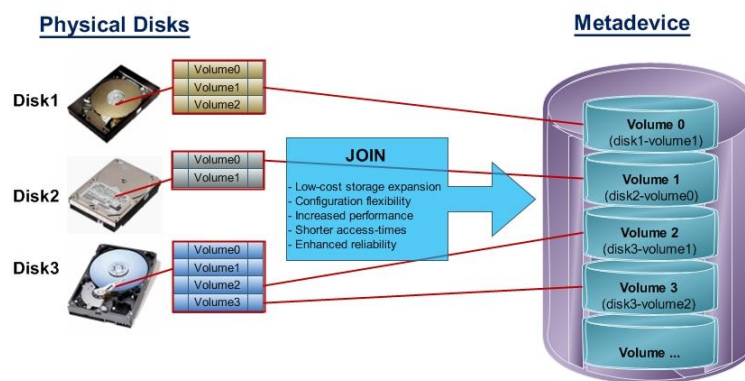 Physical Disks
Metadevice
Disk1
Volume0
Volume1
Volume2
Disk2
Volume0
Volume1
Disk3
Volume0
Volume1
Volume2
Volume3
JOIN
- Low-cost storage expansion
- Configuration flexibility
- Increased performance
- Shorter access-times
- Enhanced reliability
Volume 0
(disk1-volume1)
Volume 1
(disk2-volume0)
Volume 2
(disk3-volume1)
Volume 3
(disk3-volume2)
Volume ...